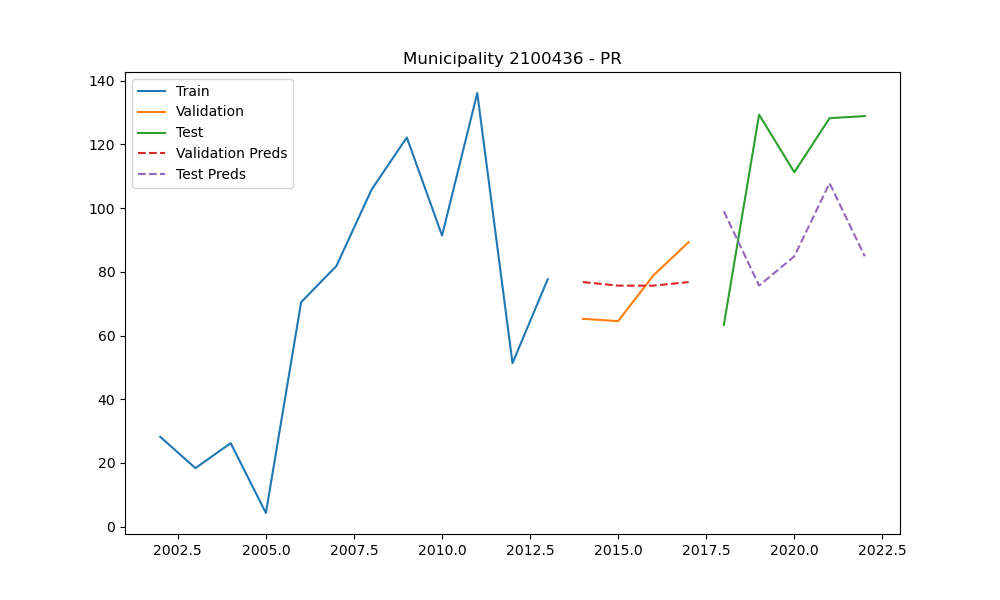 Municipality 2100436 - PR
140
120
100
80
60
40
20
0
Train
Validation
Test
Validation Preds
Test Preds
2002.5 2005.0 2007.5 2010.0 2012.5 2015.0 2017.5 2020.0 2022.5